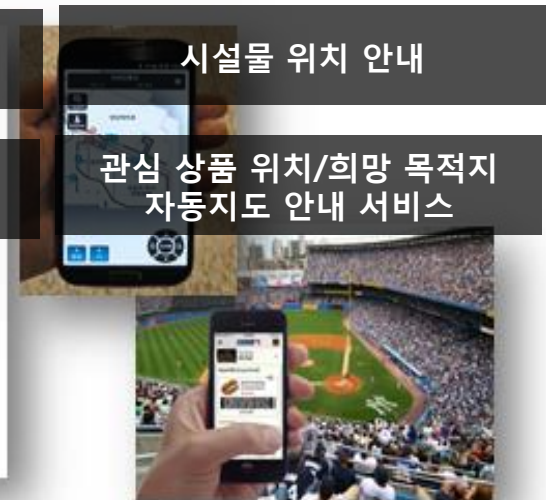 시설물 위치 안내
관심 상품 위치/희망 목적지
자동지도 안내 서비스